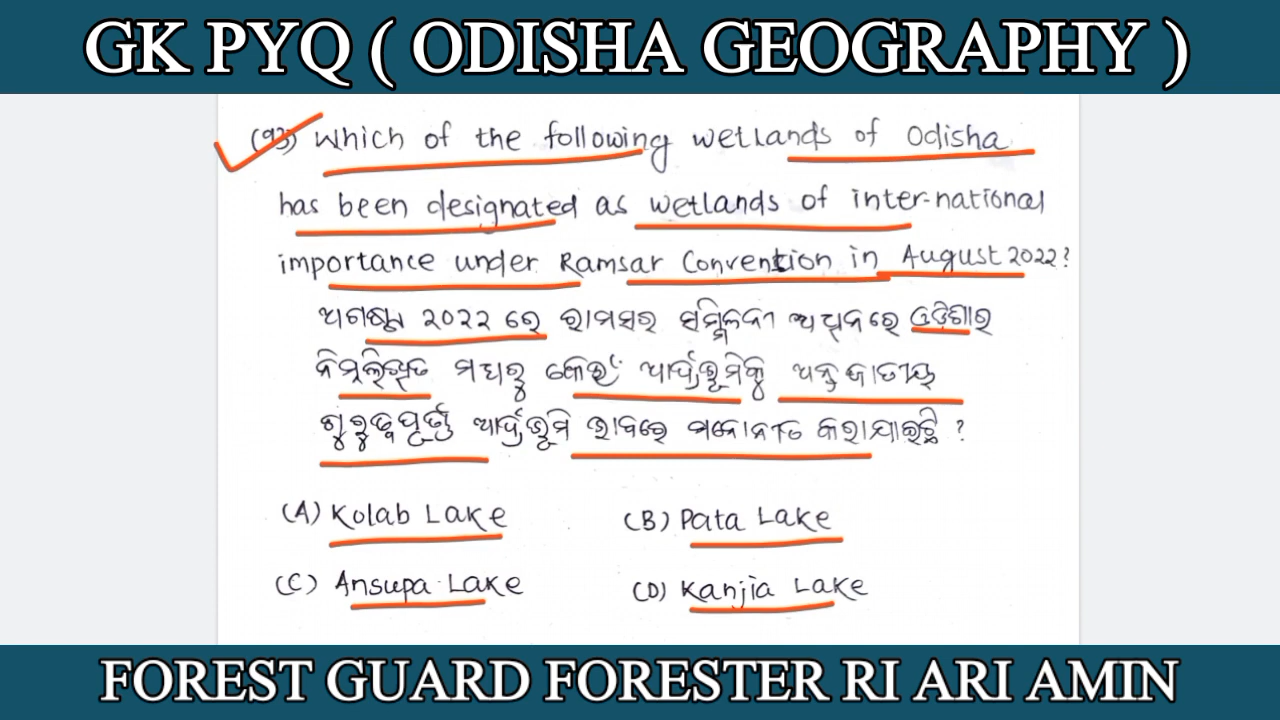 GK PYQ ( ODISHA GEOGRAPHY )
(93) Which of the following wetlands of Odisha
has been designated as wetlands of inter-national
importance under Ramsar Convention in August 2022?
ଅଗଷ୍ଟ ୨୦୨୨ ରେ ରାମସର ସମ୍ମିଳନୀ ଅଧିନରେ ଓଡ଼ିଶାର
ନିମ୍ନଲିଖିତ ମଧ୍ୟରୁ କେଉଁ ଆର୍ଦ୍ରଭୂମିକୁ ଅନ୍ତର୍ଜାତୀୟ
ଗୁରୁତ୍ୱପୂର୍ଣ୍ଣ ଆର୍ଦ୍ରଭୂମି ଭାବରେ ମନୋନୀତ କରାଯାଇଛି ?
(A) Kolab Lake
(B) Pata Lake
(C) Ansupa Lake
(D) Kanjia Lake
FOREST GUARD FORESTER RI ARI AMIN